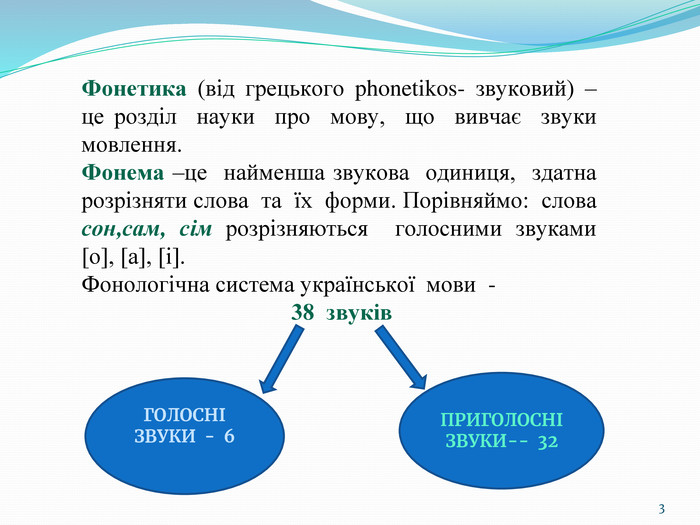 Фонетика (від грецького phonetikos- звуковий) –
це розділ науки про мову, що вивчає звуки
мовлення.
Фонема –це найменша звукова одиниця, здатна
розрізняти слова та їх форми. Порівняймо: слова
сон,сам, сім розрізняються голосними звуками
[о], [а], [і].
Фонологічна система української мови -
38 звуків
ГОЛОСНІ
ЗВУКИ - 6
ПРИГОЛОСНІ
ЗВУКИ-- 32
3